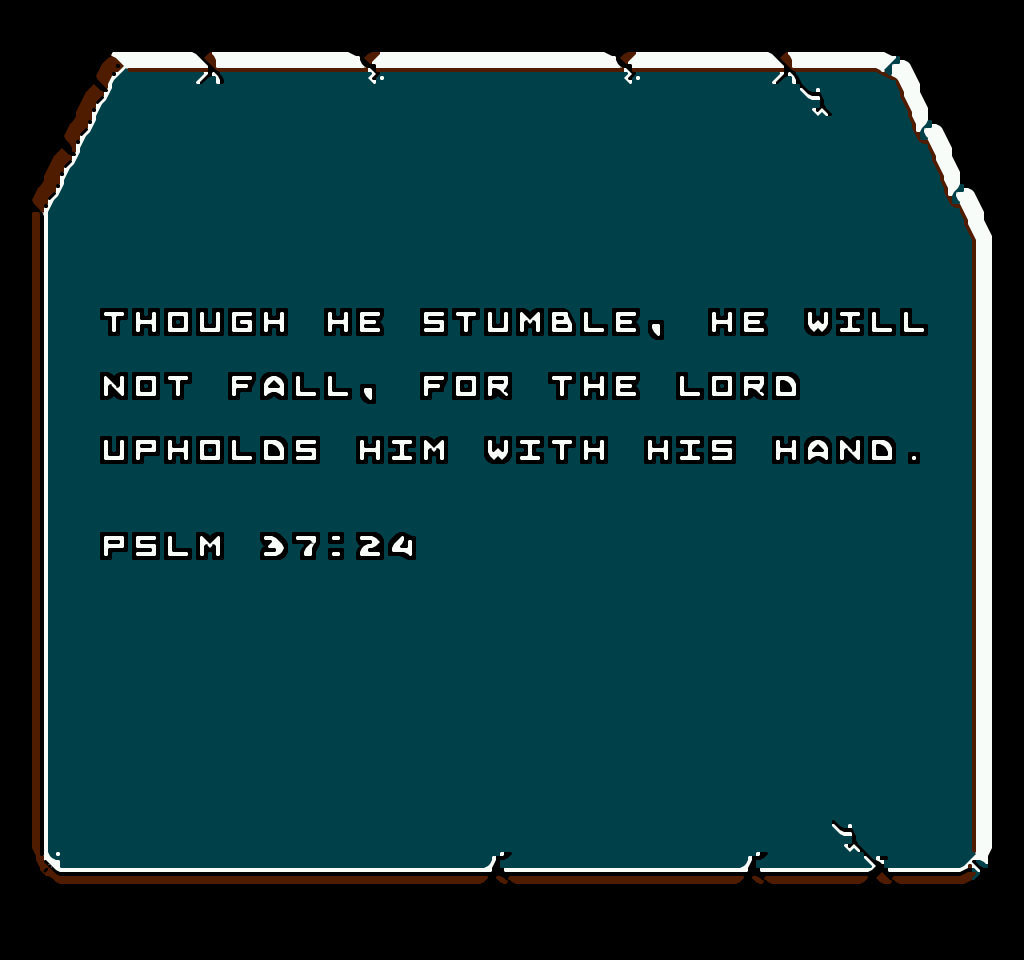 THOUGH HE STUMBLE, HE WILL
NOT FALL, FOR THE LORD
UPHOLDS HIM WITH HIS HAND.
PSLM 37:24